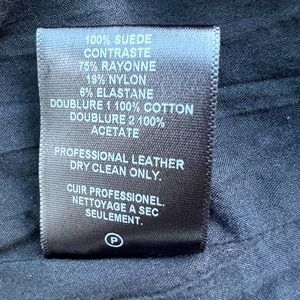 100% SUEDE
CONTRASTE
75% RAYONNE
19% NYLON
6% ELASTANE
DOUBLURE 1 100% COTTON
DOUBLURE 2 100%
ACETATE
PROFESSIONAL LEATHER
DRY CLEAN ONLY.
CUIR PROFESSIONEL.
NETTOYAGE A SEC
SEULEMENT.
P